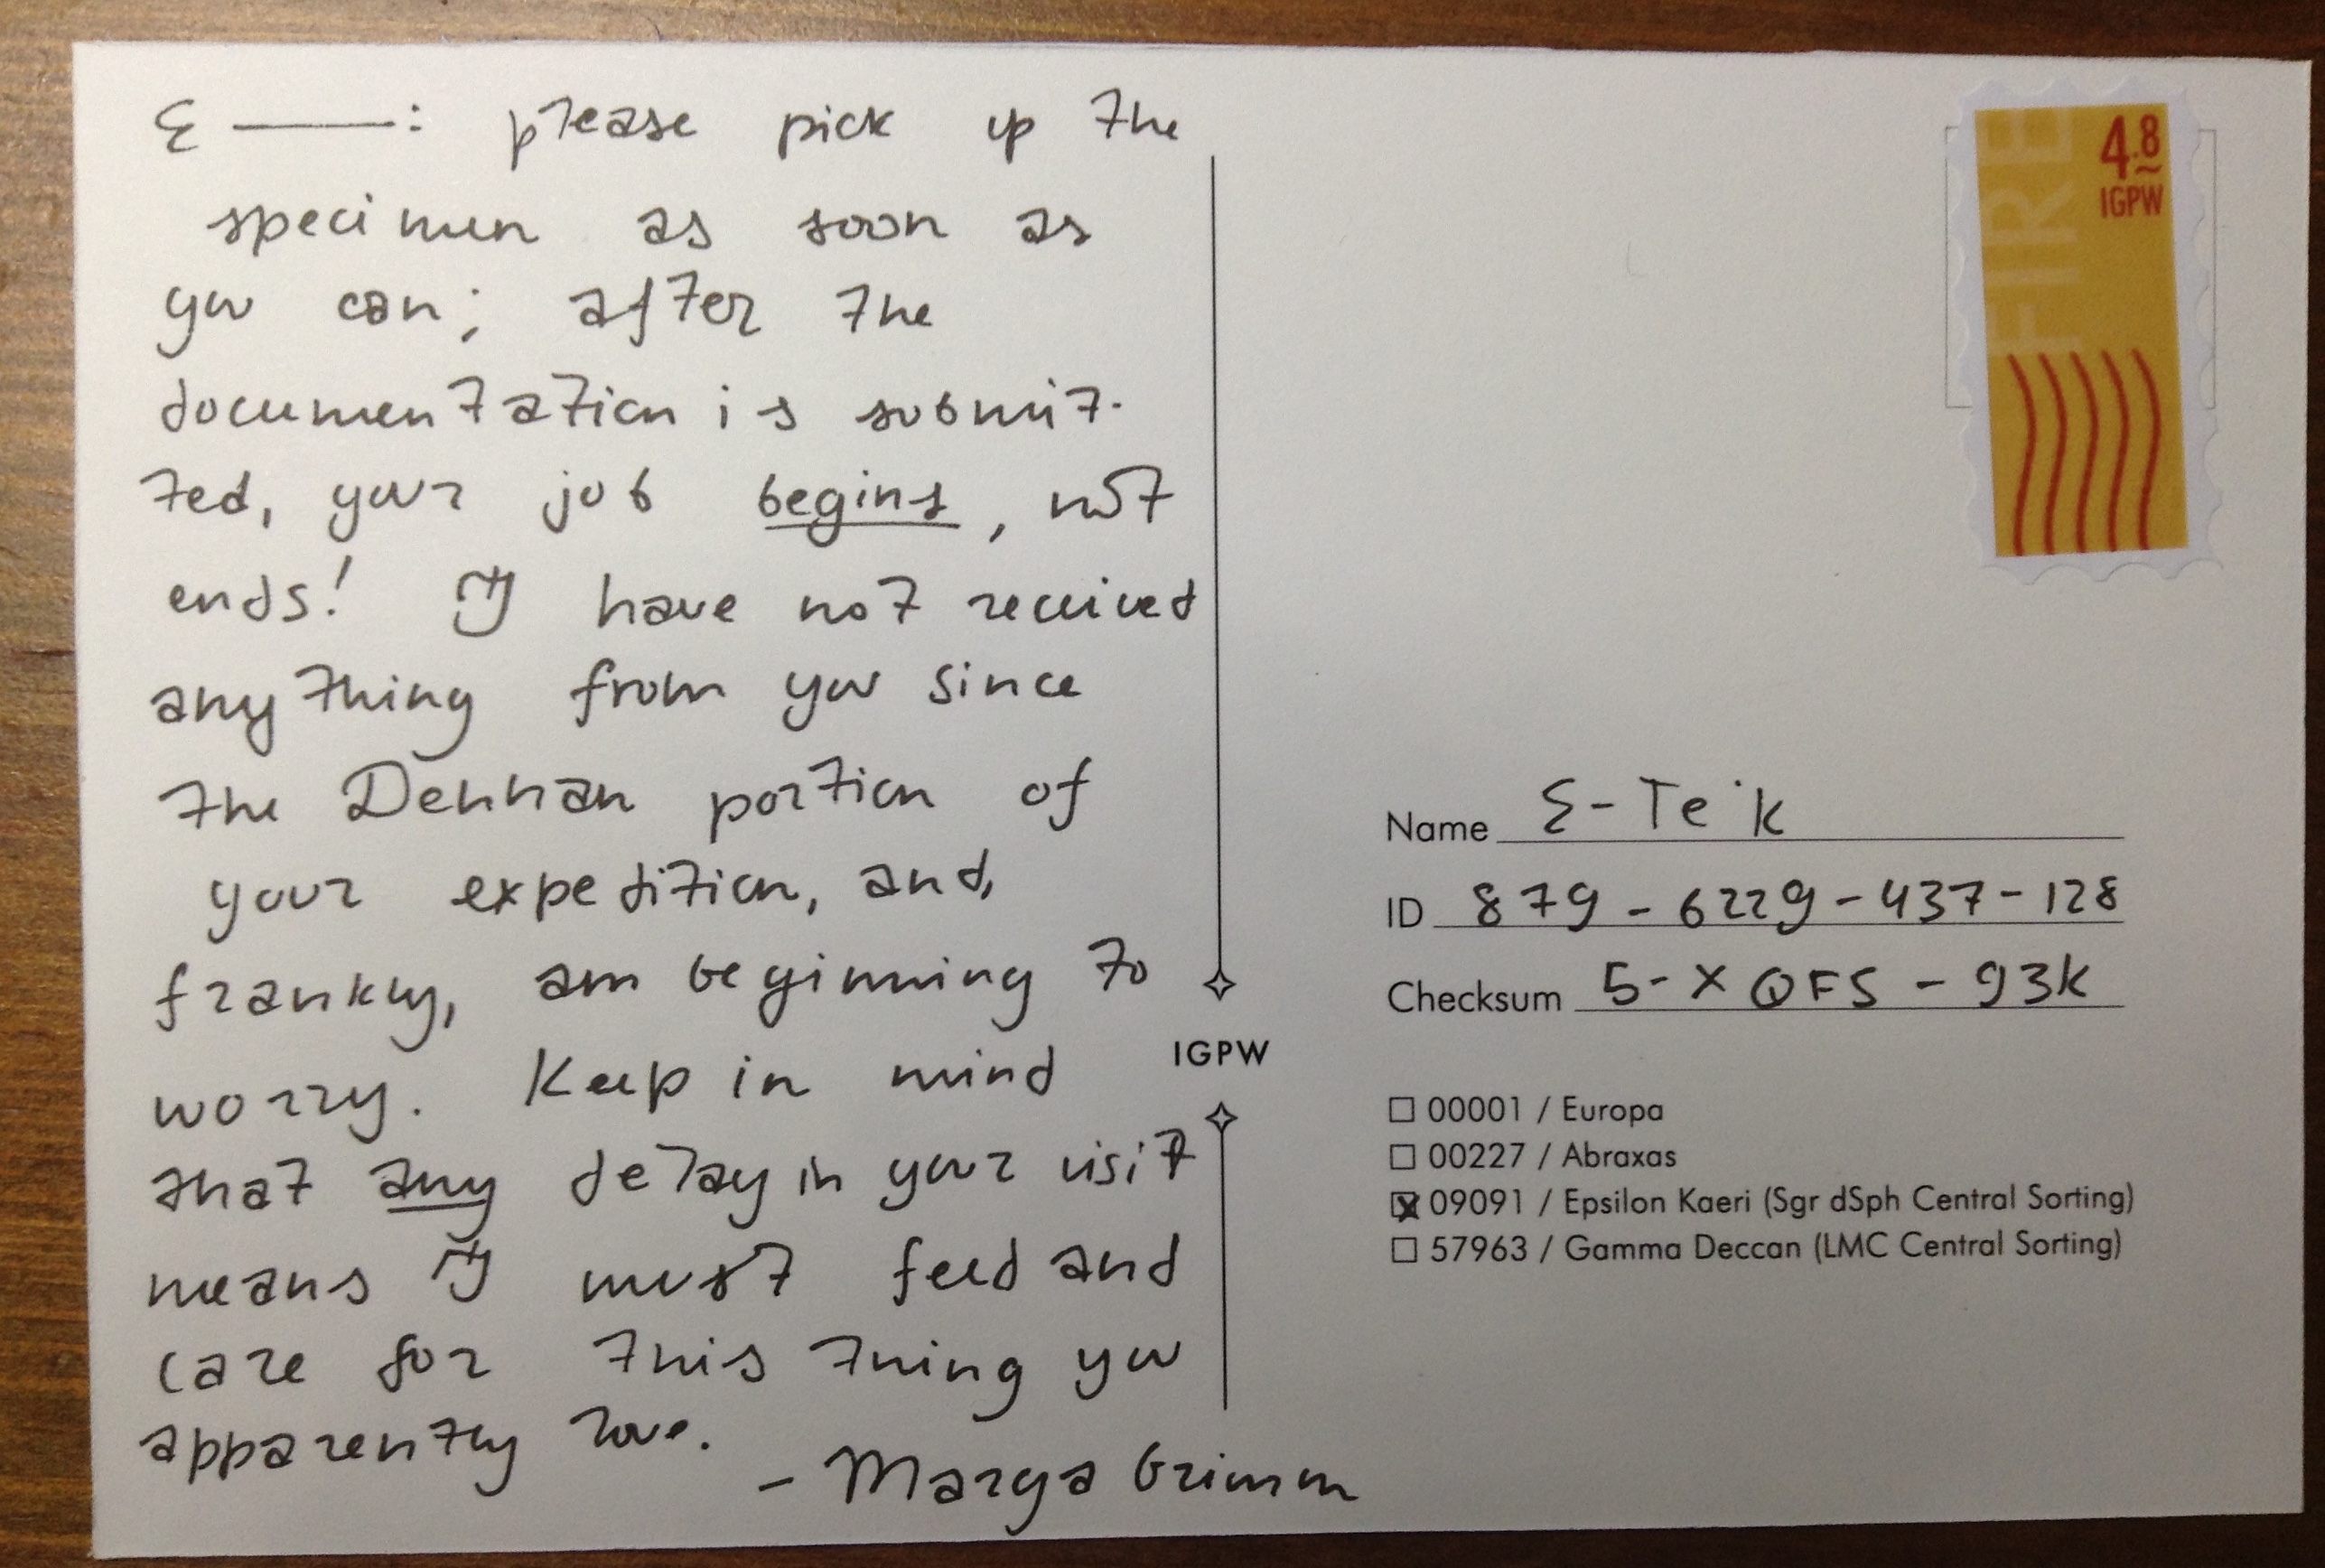 Σ ——: please pick up the
specimen as soon as
you can; after the
documentation is submit-
ted, your job begins, not
ends! I have not received
anything from you since
the Dennan portion of
your expedition, and,
frankly, am beginning to
worry. Keep in mind
that any delay in your visit
means I must feed and
care for this thing you
apparently love.
- Marga Grimm
IGPW
FIRE
4.8
IGPW
Name Σ-Te'k
ID 879-6229-437-128
Checksum 5-XQFS-93K
☐ 00001 / Europa
☐ 00227 / Abraxas
☒ 09091 / Epsilon Kaeri (Sgr dSph Central Sorting)
☐ 57963 / Gamma Deccan (LMC Central Sorting)